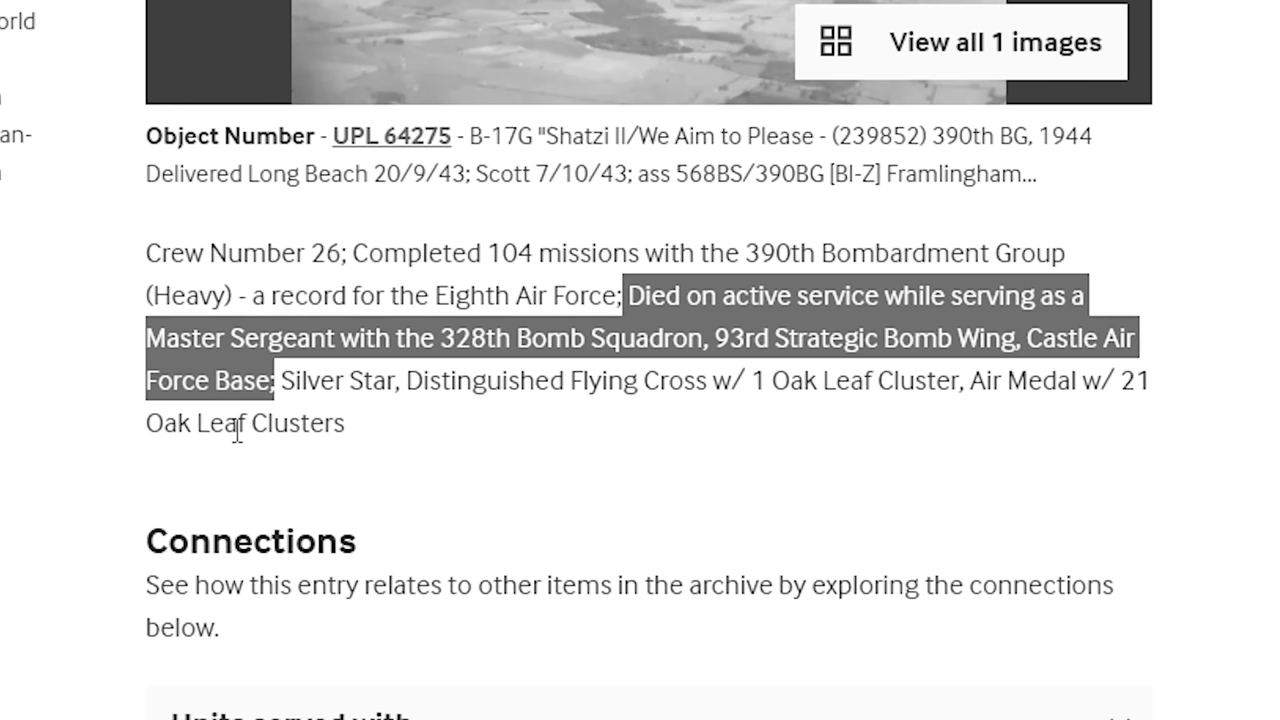 orld
an-
View all 1 images
Object Number - UPL 64275 - B-17G "Shatzi II/We Aim to Please - (239852) 390th BG, 1944
Delivered Long Beach 20/9/43; Scott 7/10/43; ass 568BS/390BG [BI-Z] Framlingham...
Crew Number 26; Completed 104 missions with the 390th Bombardment Group
(Heavy) - a record for the Eighth Air Force; Died on active service while serving as a
Master Sergeant with the 328th Bomb Squadron, 93rd Strategic Bomb Wing, Castle Air
Force Base; Silver Star, Distinguished Flying Cross w/ 1 Oak Leaf Cluster, Air Medal w/ 21
Oak Leaf Clusters
Connections
See how this entry relates to other items in the archive by exploring the connections
below.
Units served with